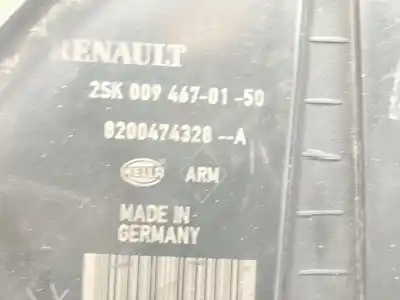 RENAULT
2SK 009 467-01-50
8200474328--A
HELLA ARM
MADE IN
GERMANY